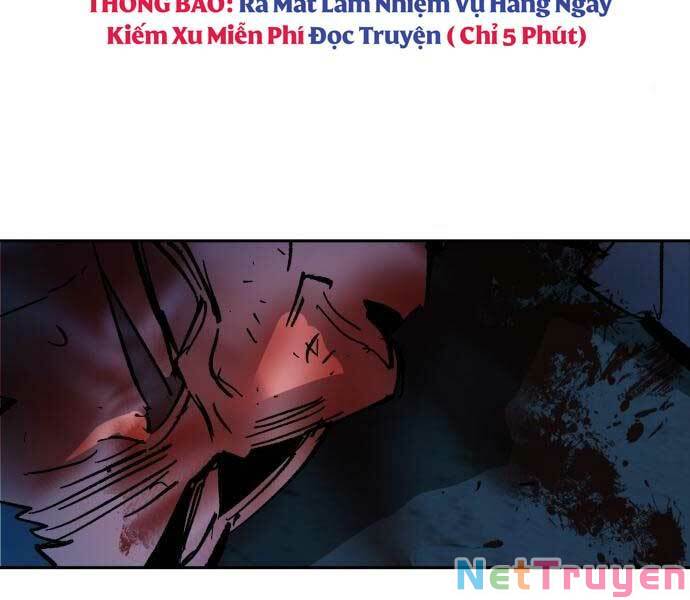 THÔNG BÁO: Ra Mắt Làm Nhiệm Vụ Hàng Ngày
Kiếm Xu Miễn Phí Đọc Truyện ( Chỉ 5 Phút)
NetTruyen